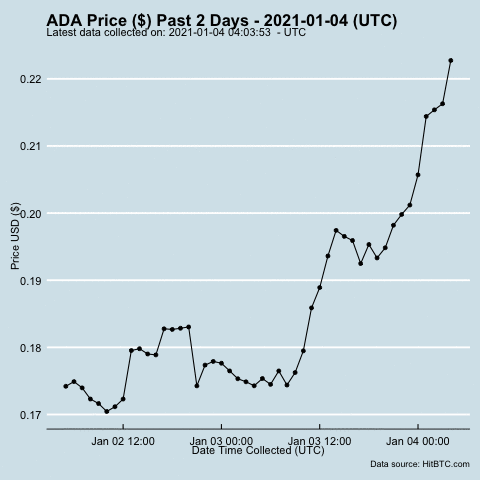 ADA Price ($) Past 2 Days - 2021-01-04 (UTC)
Latest data collected on: 2021-01-04 04:03:53 - UTC
0.22
0.21
0.20
0.19
0.18
0.17
Price USD ($)
Jan 02 12:00
Jan 03 00:00
Jan 03 12:00
Jan 04 00:00
Date Time Collected (UTC)
Data source: HitBTC.com